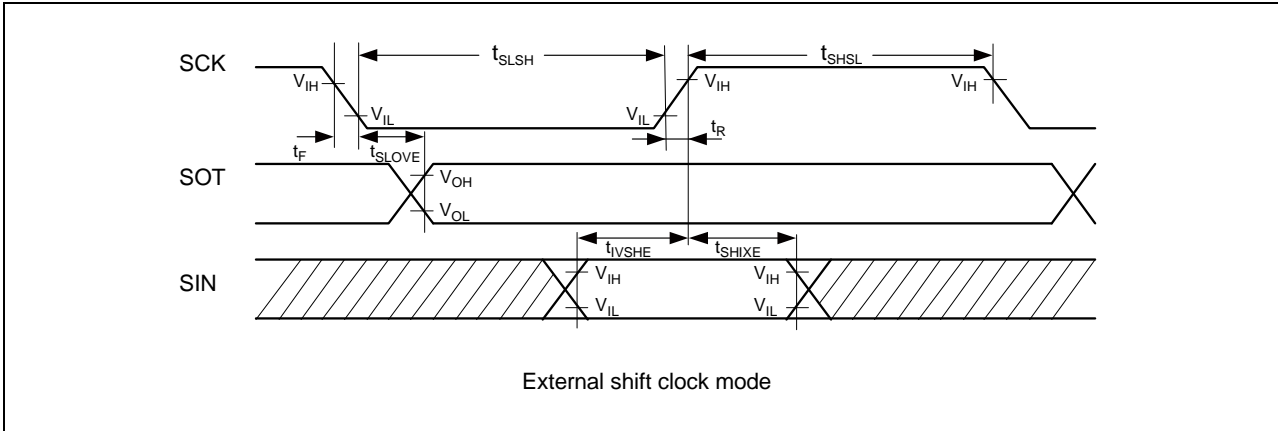 SCK
tSLSH
tSHSL
VIH
VIH
VIH
VIL
VIL
tR
tF
tSLOVE
SOT
VOH
VOL
tIVSHE
tSHIXE
SIN
VIH
VIH
VIL
VIL
External shift clock mode